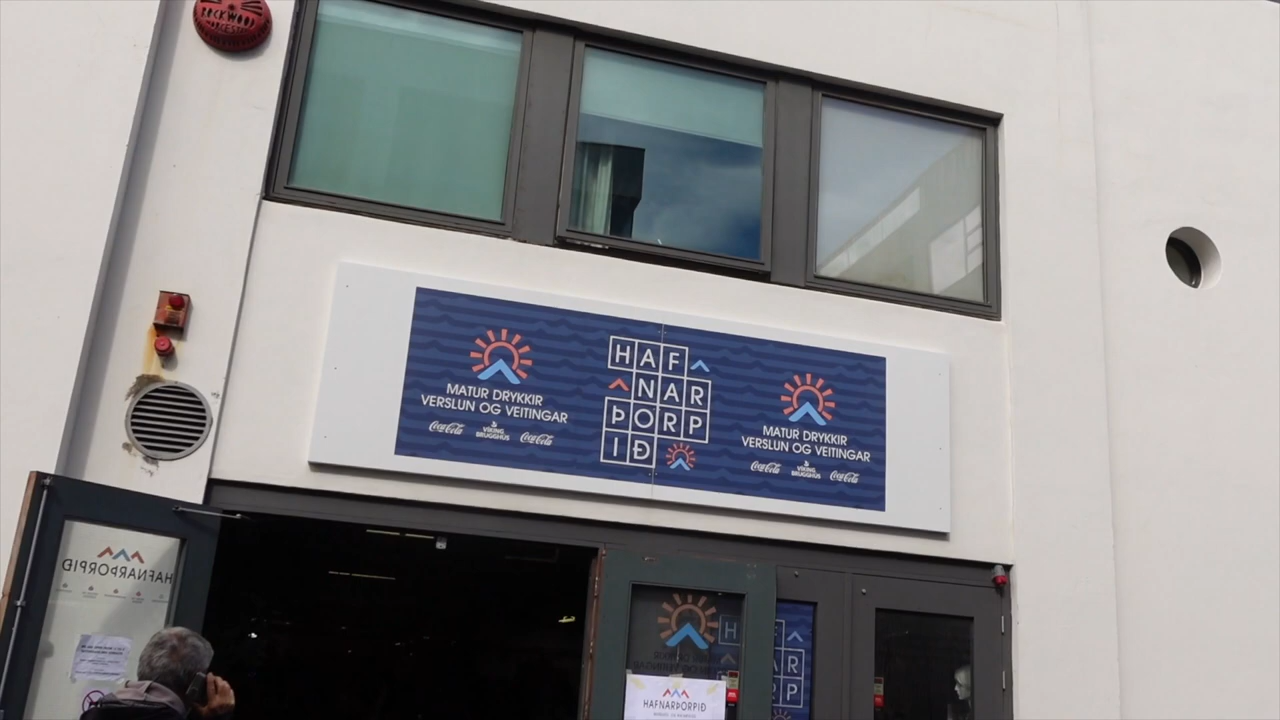 ROCKWOOD
HAF
NAR
ÞORP
IÐ
MATUR DRYKKIR
VERSLUN OG VEITINGAR
Coca-Cola
VIKING
BRUGGHÚS
Coca-Cola
MATUR DRYKKIR
VERSLUN OG VEITINGAR
Coca-Cola
VIKING
BRUGGHÚS
Coca-Cola
HAFNARÞORPIÐ
HAFNARÞORPIÐ